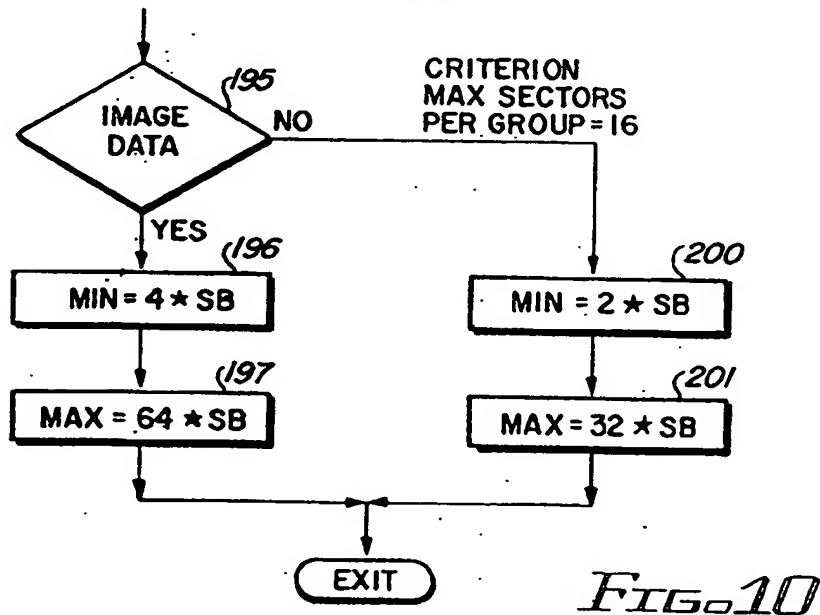 195
IMAGE
DATA
NO
CRITERION
MAX SECTORS
PER GROUP=16
YES
196
MIN=4*SB
200
MIN=2*SB
197
MAX=64*SB
201
MAX=32*SB
EXIT
FIG.10